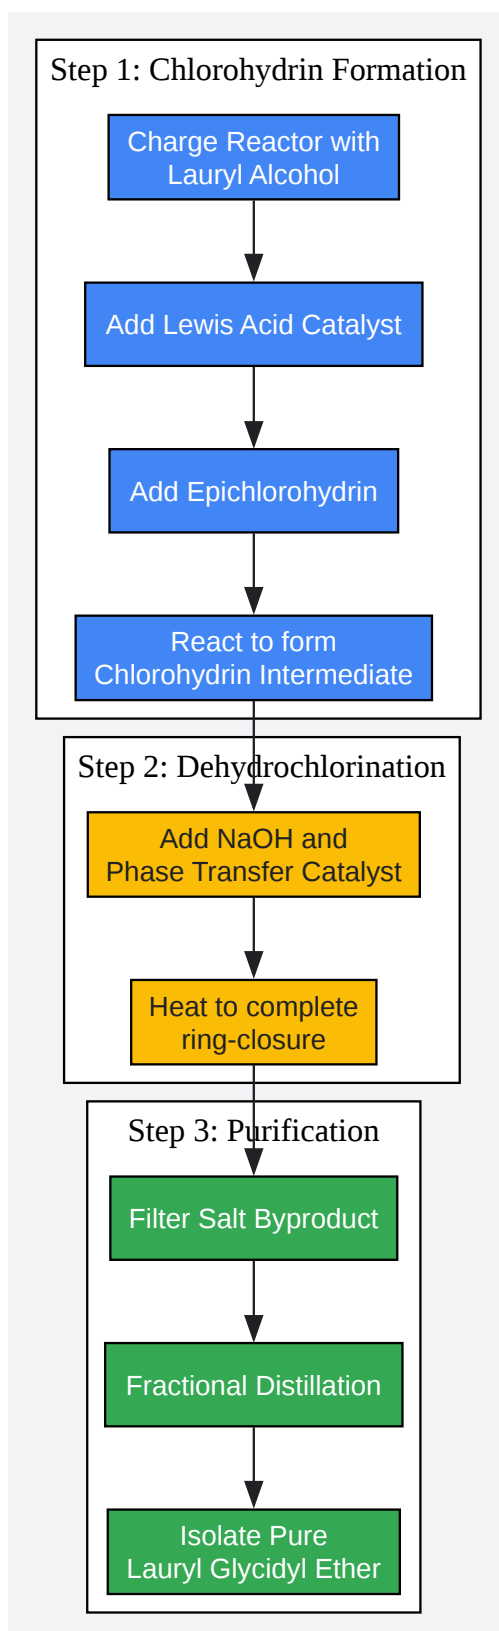 Step 1: Chlorohydrin Formation
Charge Reactor with
Lauryl Alcohol
Add Lewis Acid Catalyst
Add Epichlorohydrin
React to form
Chlorohydrin Intermediate
Step 2: Dehydrochlorination
Add NaOH and
Phase Transfer Catalyst
Heat to complete
ring-closure
Step 3: Purification
Filter Salt Byproduct
Fractional Distillation
Isolate Pure
Lauryl Glycidyl Ether